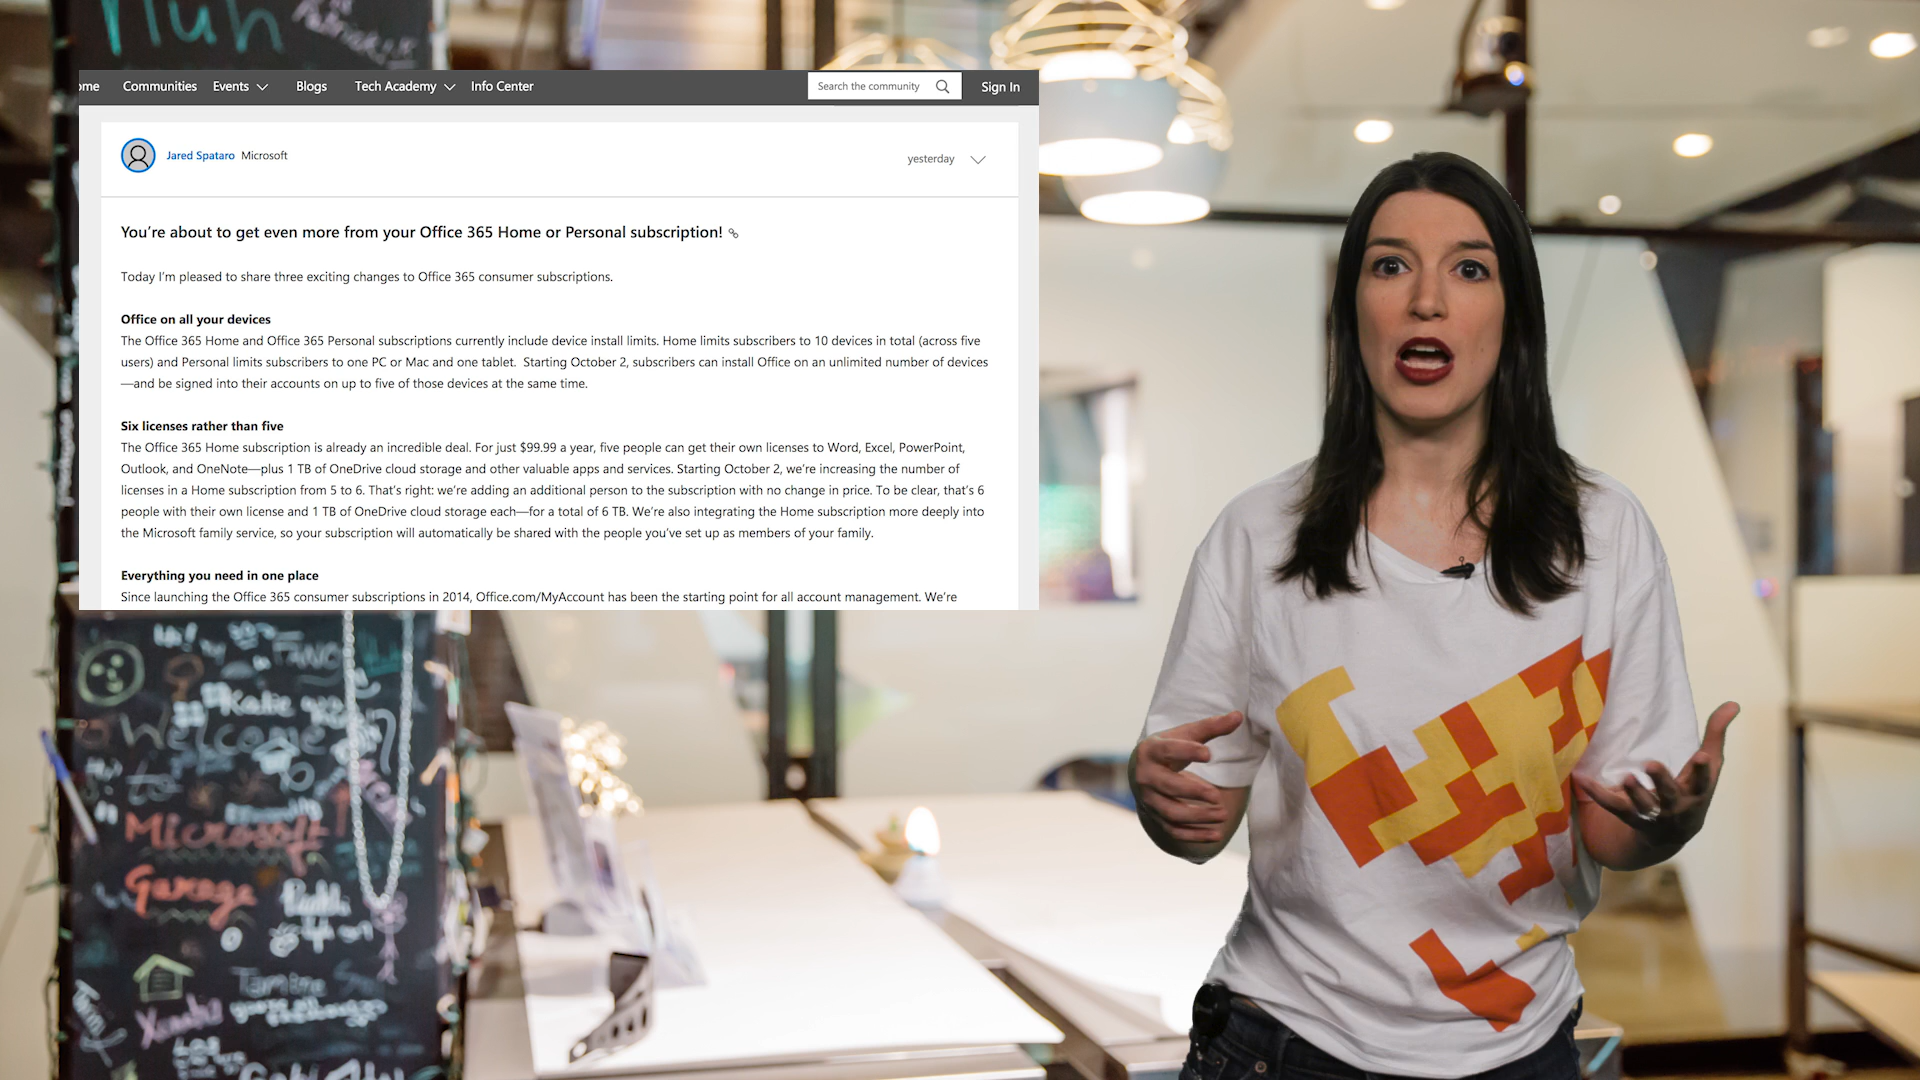 Huh
ome Communities Events Blogs Tech Academy Info Center Search the community Sign In
Jared Spataro Microsoft yesterday
You're about to get even more from your Office 365 Home or Personal subscription!
Today I'm pleased to share three exciting changes to Office 365 consumer subscriptions.
Office on all your devices
The Office 365 Home and Office 365 Personal subscriptions currently include device install limits. Home limits subscribers to 10 devices in total (across five
users) and Personal limits subscribers to one PC or Mac and one tablet. Starting October 2, subscribers can install Office on an unlimited number of devices
—and be signed into their accounts on up to five of those devices at the same time.
Six licenses rather than five
The Office 365 Home subscription is already an incredible deal. For just $99.99 a year, five people can get their own licenses to Word, Excel, PowerPoint,
Outlook, and OneNote—plus 1 TB of OneDrive cloud storage and other valuable apps and services. Starting October 2, we're increasing the number of
licenses in a Home subscription from 5 to 6. That's right: we're adding an additional person to the subscription with no change in price. To be clear, that's 6
people with their own license and 1 TB of OneDrive cloud storage each—for a total of 6 TB. We're also integrating the Home subscription more deeply into
the Microsoft family service, so your subscription will automatically be shared with the people you've set up as members of your family.
Everything you need in one place
Since launching the Office 365 consumer subscriptions in 2014, Office.com/MyAccount has been the starting point for all account management. We're
Katie
Welcome
to
Microsoft
Garage